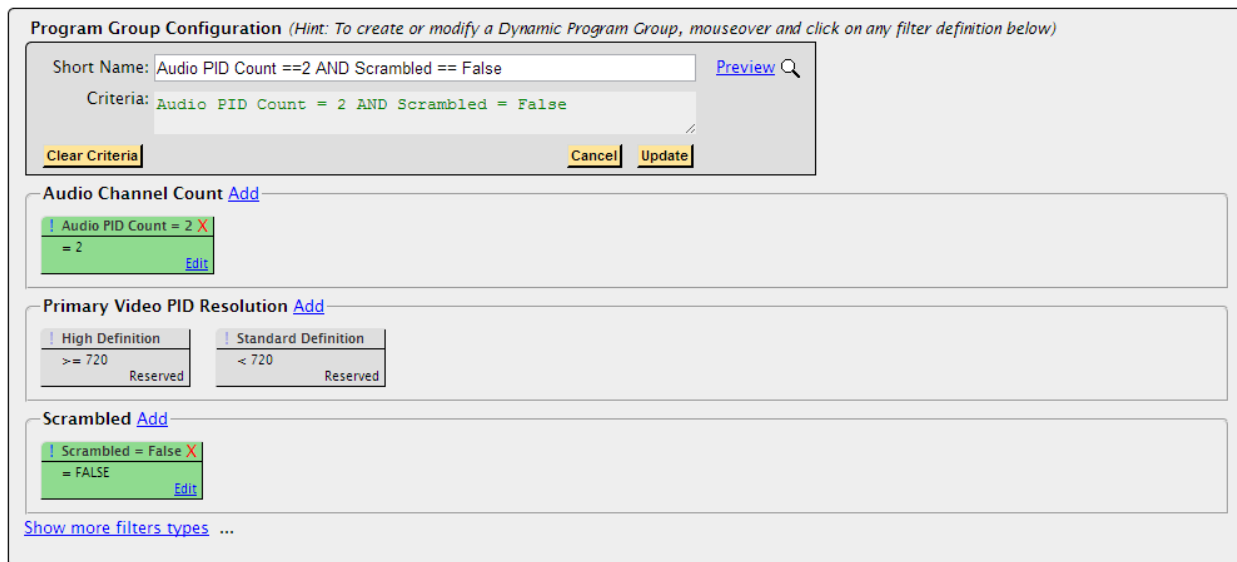 Program Group Configuration (Hint: To create or modify a Dynamic Program Group, mouseover and click on any filter definition below)
Short Name: Audio PID Count ==2 AND Scrambled == False Preview
Criteria: Audio PID Count = 2 AND Scrambled = False
Clear Criteria Cancel Update
Audio Channel Count Add
! Audio PID Count = 2 X
= 2
Edit
Primary Video PID Resolution Add
! High Definition
>= 720
Reserved
! Standard Definition
< 720
Reserved
Scrambled Add
! Scrambled = False X
= FALSE
Edit
Show more filters types ...